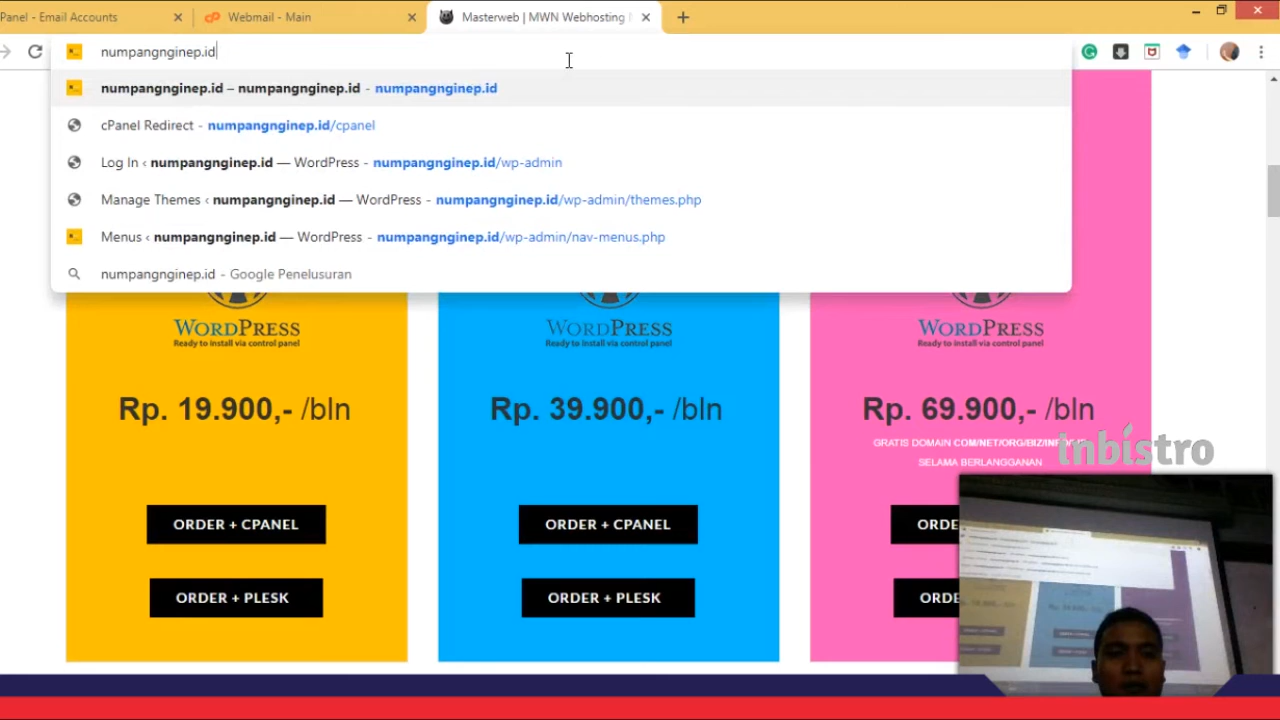 Panel - Email Accounts
Webmail - Main
Masterweb | MWN Webhosting
numpangnginep.id
numpangnginep.id – numpangnginep.id - numpangnginep.id
cPanel Redirect - numpangnginep.id/cpanel
Log In ‹ numpangnginep.id — WordPress - numpangnginep.id/wp-admin
Manage Themes ‹ numpangnginep.id — WordPress - numpangnginep.id/wp-admin/themes.php
Menus ‹ numpangnginep.id — WordPress - numpangnginep.id/wp-admin/nav-menus.php
numpangnginep.id - Google Penelusuran
WORDPRESS
Ready to install via control panel
Rp. 19.900,- /bln
ORDER + CPANEL
ORDER + PLESK
WORDPRESS
Ready to install via control panel
Rp. 39.900,- /bln
ORDER + CPANEL
ORDER + PLESK
WORDPRESS
Ready to install via control panel
Rp. 69.900,- /bln
GRATIS DOMAIN COM/NET/ORG/BIZ/
SELAMA BERLANGGANAN
tnbistro